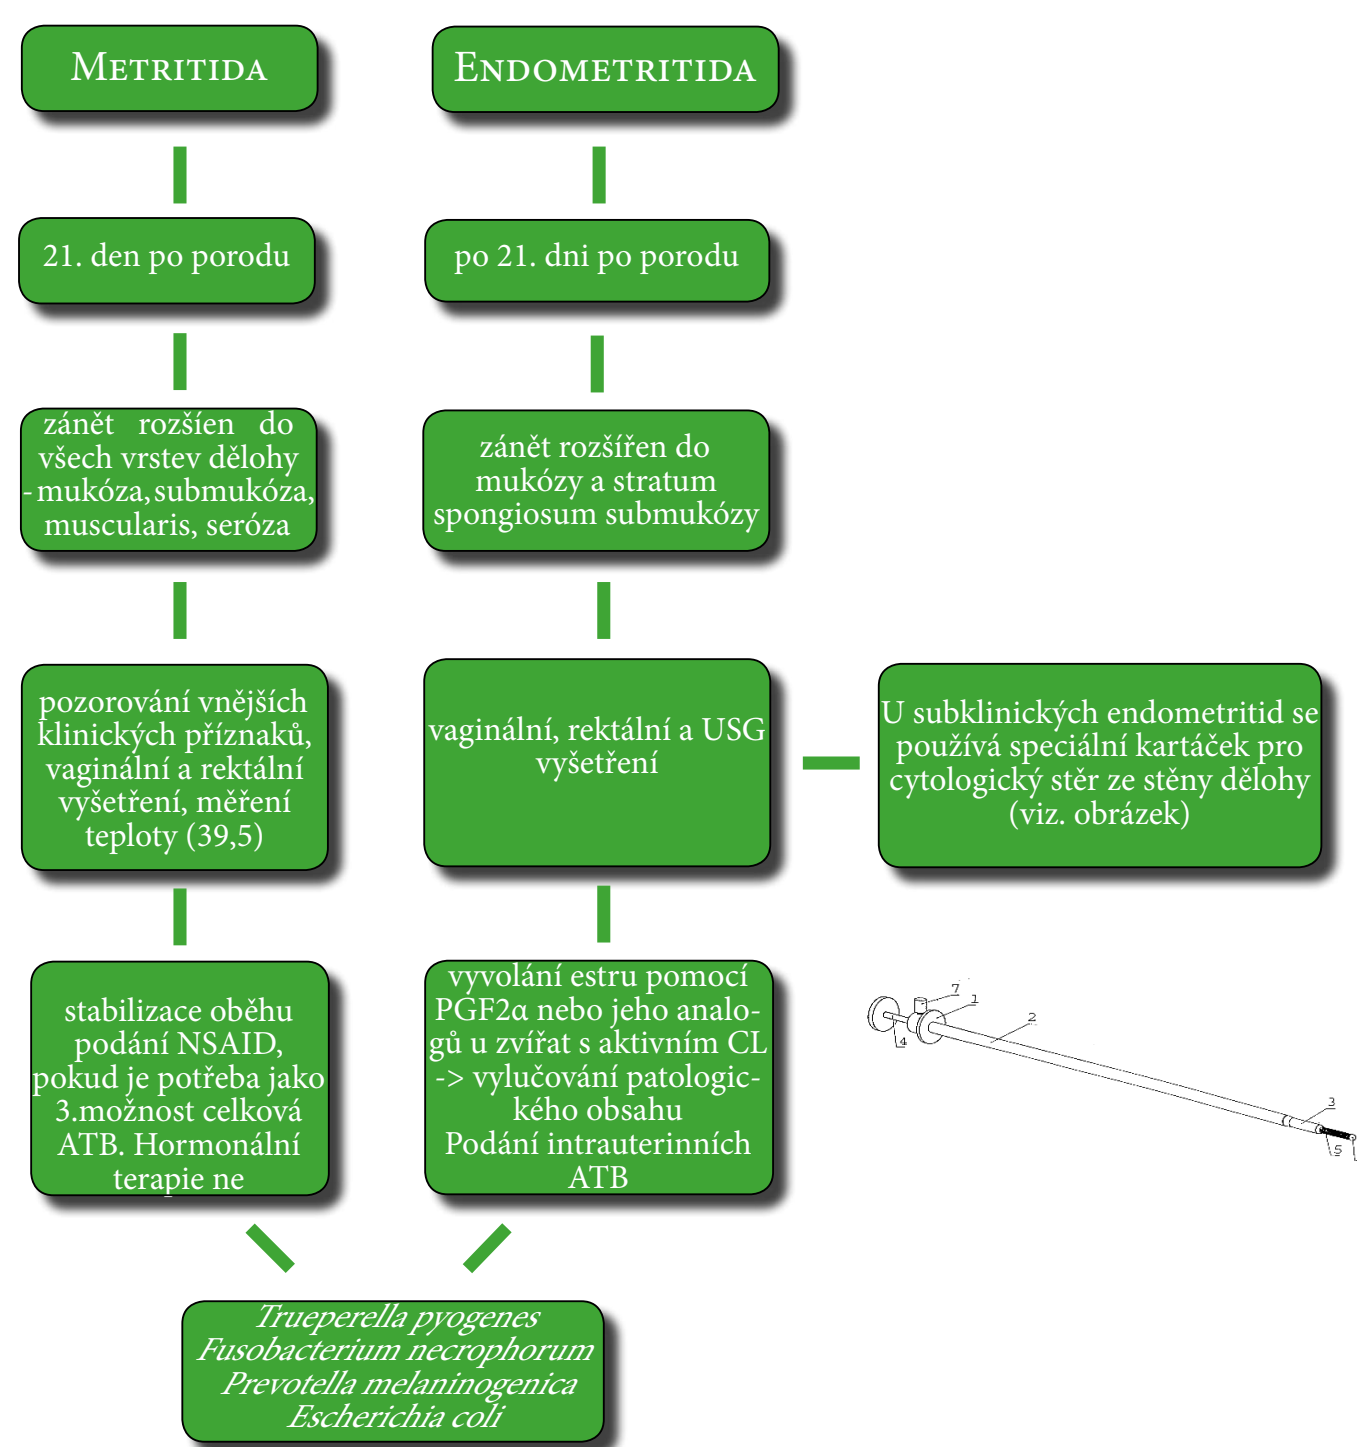 METRITIDA
21. den po porodu
zánět rozšíen do
všech vrstev dělohy
- mukóza, submukóza,
muscularis, seróza
pozorování vnějších
klinických příznaků,
vaginální a rektální
vyšetření, měření
teploty (39,5)
stabilizace oběhu
podání NSAID,
pokud je potřeba jako
3.možnost celková
ATB. Hormonální
terapie ne
ENDOMETRITIDA
po 21. dni po porodu
zánět rozšířen do
mukózy a stratum
spongiosum submukózy
vaginální, rektální a USG
vyšetření
U subklinických endometritid se
používá speciální kartáček pro
cytologický stěr ze stěny dělohy
(viz. obrázek)
vyvolání estru pomocí
PGF2α nebo jeho analo-
gů u zvířat s aktivním CL
-> vylučování patologic-
kého obsahu
Podání intrauterinních
ATB
7
1
4
2
3
5
Trueperella pyogenes
Fusobacterium necrophorum
Prevotella melaninogenica
Escherichia coli